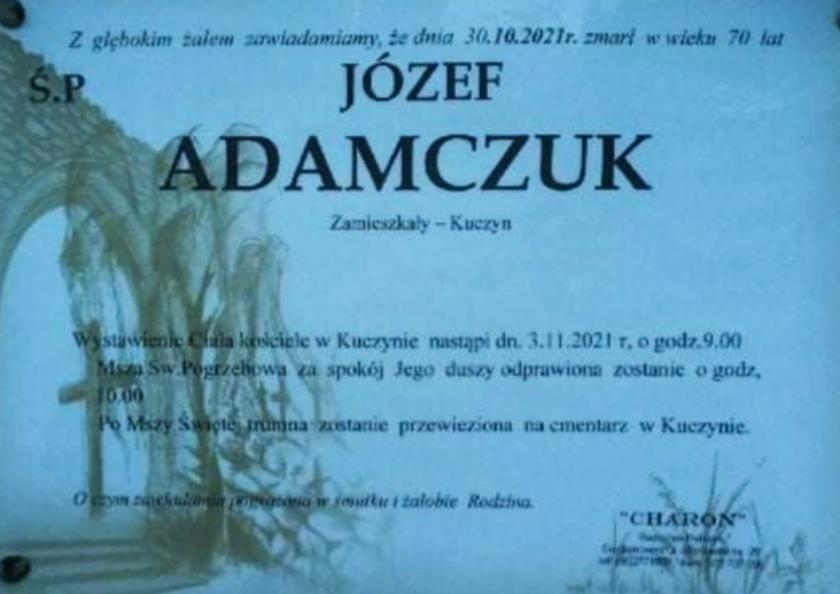 Z głębokim żalem zawiadamiamy, że dnia 30.10.2021r. zmarł w wieku 70 lat
Ś.P
JÓZEF
ADAMCZUK
Zamieszkały – Kuczyn
Wystawienie Ciała kościele w Kuczynie nastąpi dn. 3.11.2021 r, o godz.9.00
Msza Św.Pogrzebowa za spokój Jego duszy odprawiona zostanie o godz,
10.00
Po Mszy Świętej trumna zostanie przewieziona na cmentarz w Kuczynie.
O czym zawiadamia pogrążona w smutku i żałobie Rodzina.
"CHARON"